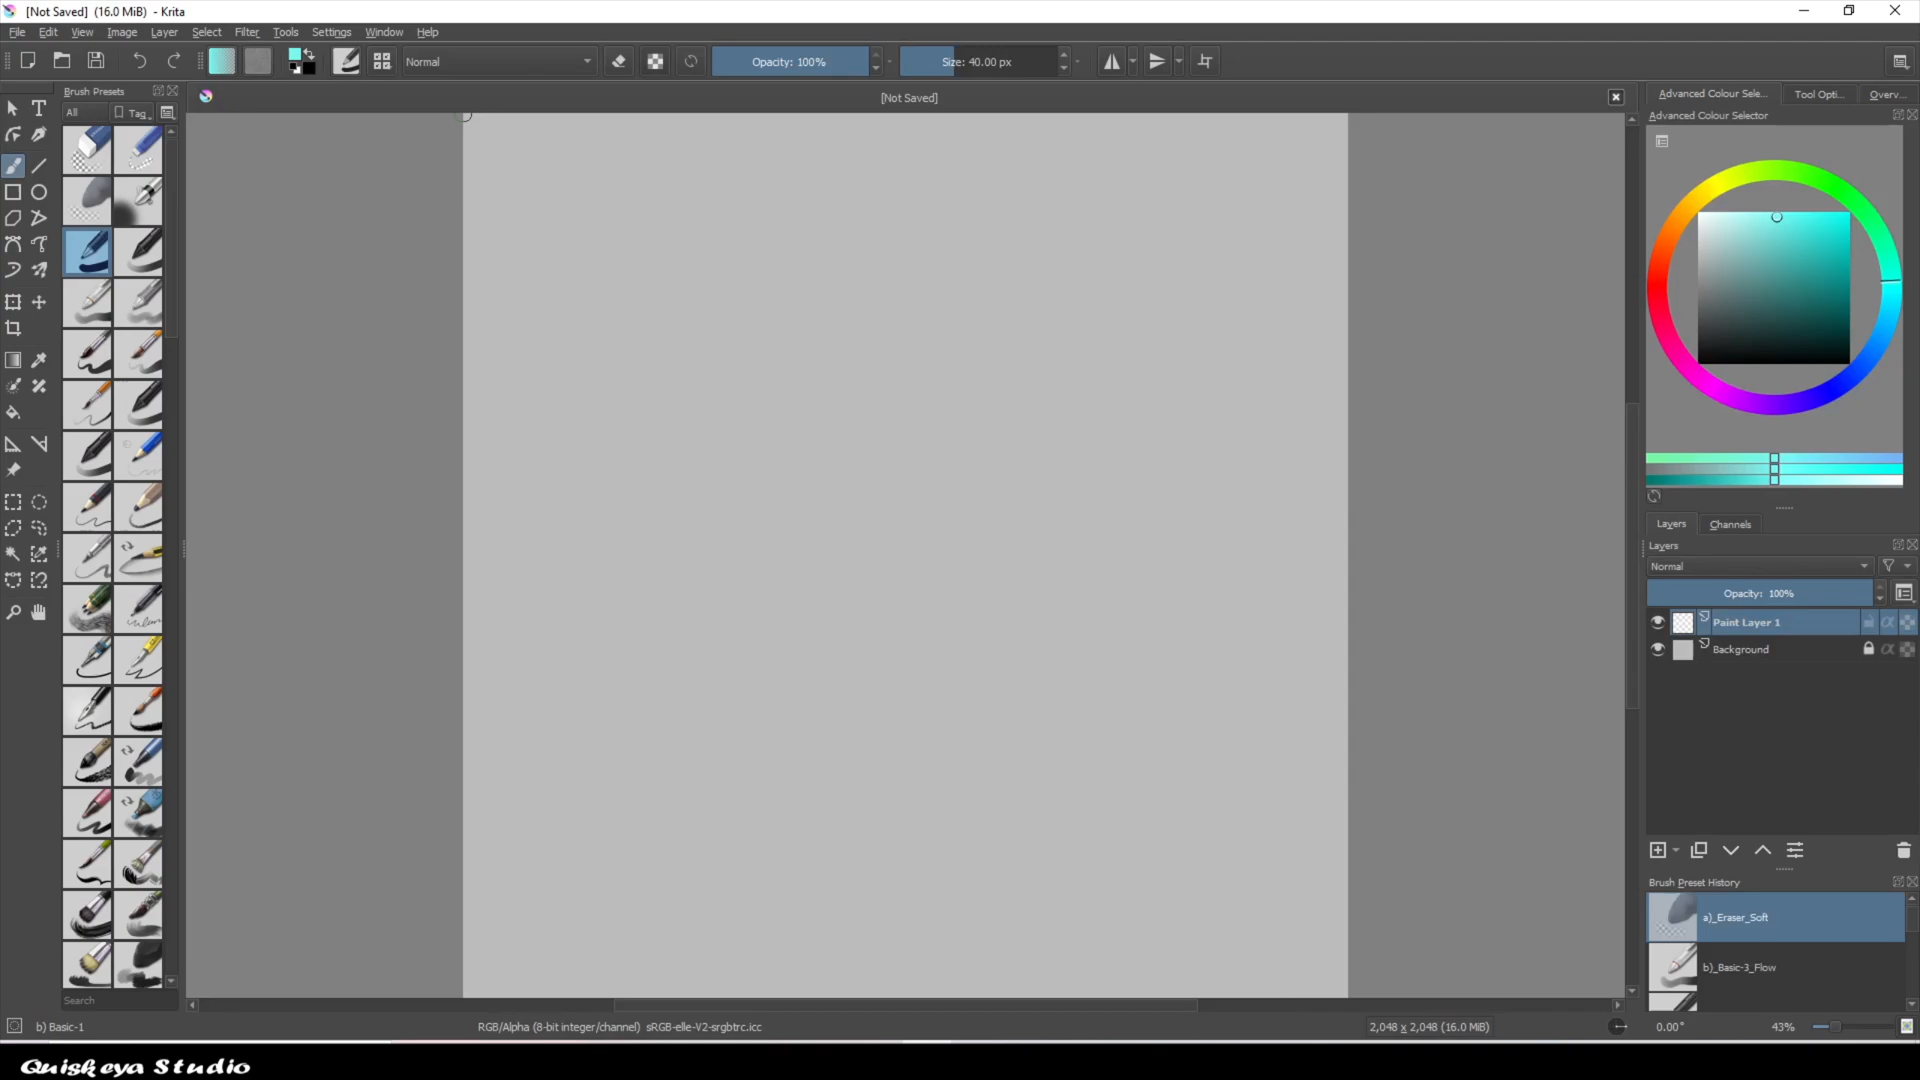 [Not Saved] (16.0 MiB) - Krita
File Edit View Image Layer Select Filter Tools Settings Window Help
Normal
Opacity: 100%
Size: 40.00 px
Brush Presets
All
Tag
[Not Saved]
Advanced Colour Sele...
Tool Opti...
Overv...
Advanced Colour Selector
Layers
Channels
Layers
Normal
Opacity: 100%
Paint Layer 1
Background
Brush Preset History
a)_Eraser_Soft
b)_Basic-3_Flow
Search
b) Basic-1
RGB/Alpha (8-bit integer/channel) sRGB-elle-V2-srgbtrc.icc
2,048 x 2,048 (16.0 MiB)
0.00°
43%
Quiskeya Studio